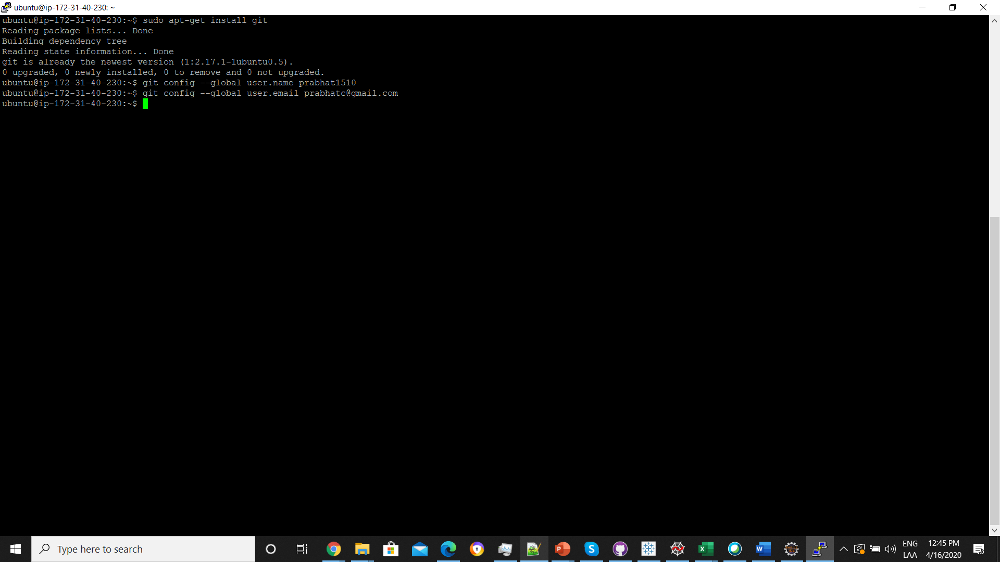 ubuntu@ip-172-31-40-230: ~
ubuntu@ip-172-31-40-230:~$ sudo apt-get install git
Reading package lists... Done
Building dependency tree
Reading state information... Done
git is already the newest version (1:2.17.1-1ubuntu0.5).
0 upgraded, 0 newly installed, 0 to remove and 0 not upgraded.
ubuntu@ip-172-31-40-230:~$ git config --global user.name prabhat1510
ubuntu@ip-172-31-40-230:~$ git config --global user.email prabhatc@gmail.com
ubuntu@ip-172-31-40-230:~$
Type here to search
ENG
LAA
12:45 PM
4/16/2020